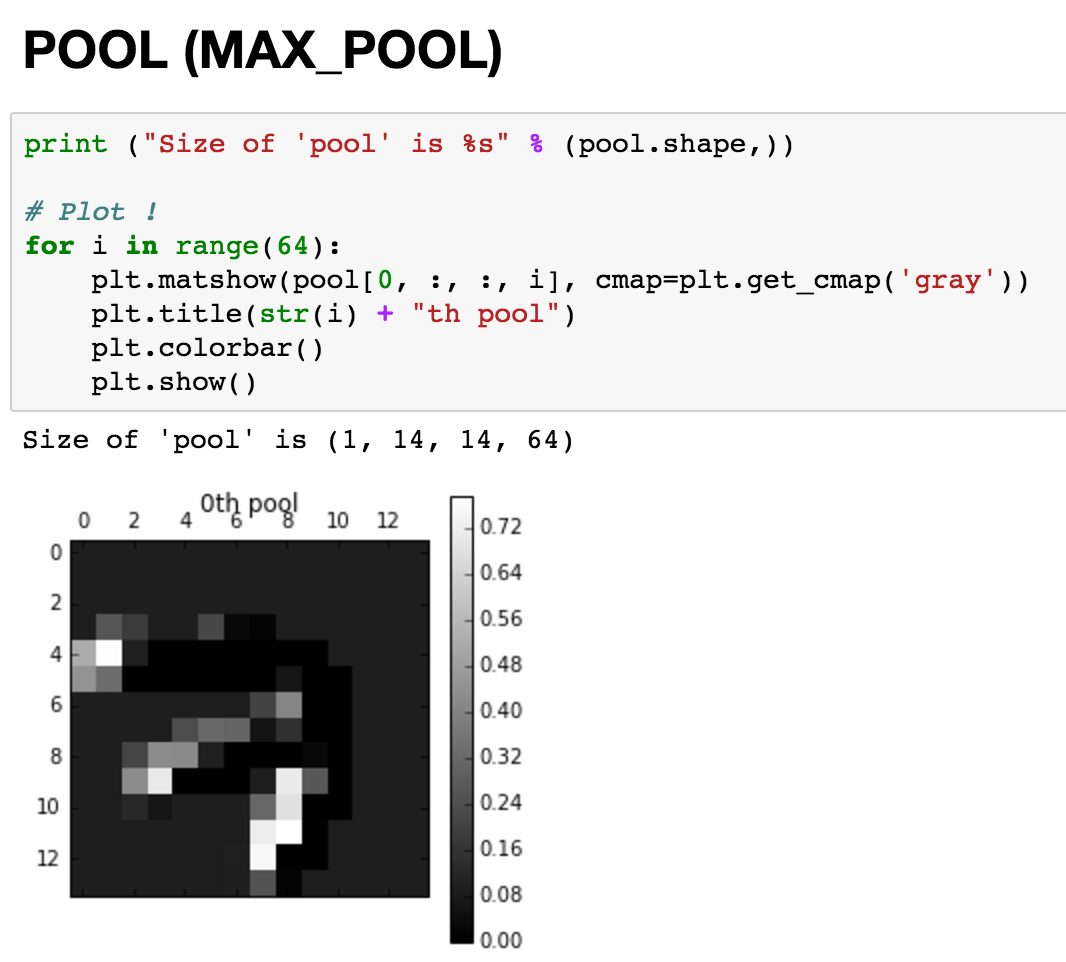 POOL (MAX_POOL)
print ("Size of 'pool' is %s" % (pool.shape,))
# Plot !
for i in range(64):
    plt.matshow(pool[0, :, :, i], cmap=plt.get_cmap('gray'))
    plt.title(str(i) + "th pool")
    plt.colorbar()
    plt.show()
Size of 'pool' is (1, 14, 14, 64)
0th pool
0 2 4 6 8 10 12
0
2
4
6
8
10
12
0.72
0.64
0.56
0.48
0.40
0.32
0.24
0.16
0.08
0.00